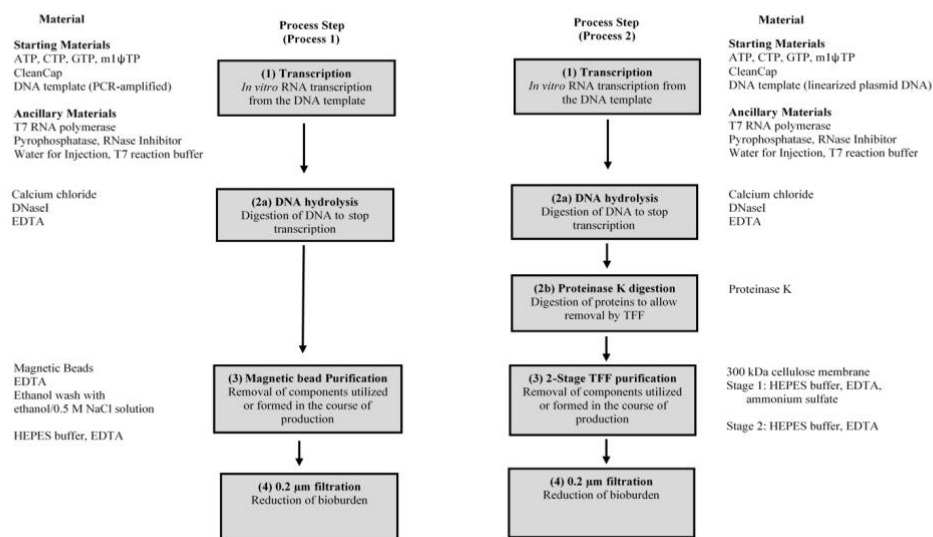 Material
Starting Materials
ATP, CTP, GTP, m1ψTP
CleanCap
DNA template (PCR-amplified)
Ancillary Materials
T7 RNA polymerase
Pyrophosphatase, RNase Inhibitor
Water for Injection, T7 reaction buffer
Calcium chloride
DNaseI
EDTA
Magnetic Beads
EDTA
Ethanol wash with
ethanol/0.5 M NaCl solution
HEPES buffer, EDTA
Process Step
(Process 1)
(1) Transcription
In vitro RNA transcription
from the DNA template
(2a) DNA hydrolysis
Digestion of DNA to stop
transcription
(3) Magnetic bead Purification
Removal of components utilized
or formed in the course of
production
(4) 0.2 µm filtration
Reduction of bioburden
Process Step
(Process 2)
(1) Transcription
In vitro RNA transcription from
the DNA template
(2a) DNA hydrolysis
Digestion of DNA to stop
transcription
(2b) Proteinase K digestion
Digestion of proteins to allow
removal by TFF
(3) 2-Stage TFF purification
Removal of components utilized
or formed in the course of
production
(4) 0.2 µm filtration
Reduction of bioburden
Material
Starting Materials
ATP, CTP, GTP, m1ψTP
CleanCap
DNA template (linearized plasmid DNA)
Ancillary Materials
T7 RNA polymerase
Pyrophosphatase, RNase Inhibitor
Water for Injection, T7 reaction buffer
Calcium chloride
DNaseI
EDTA
Proteinase K
300 kDa cellulose membrane
Stage 1: HEPES buffer, EDTA,
ammonium sulfate
Stage 2: HEPES buffer, EDTA